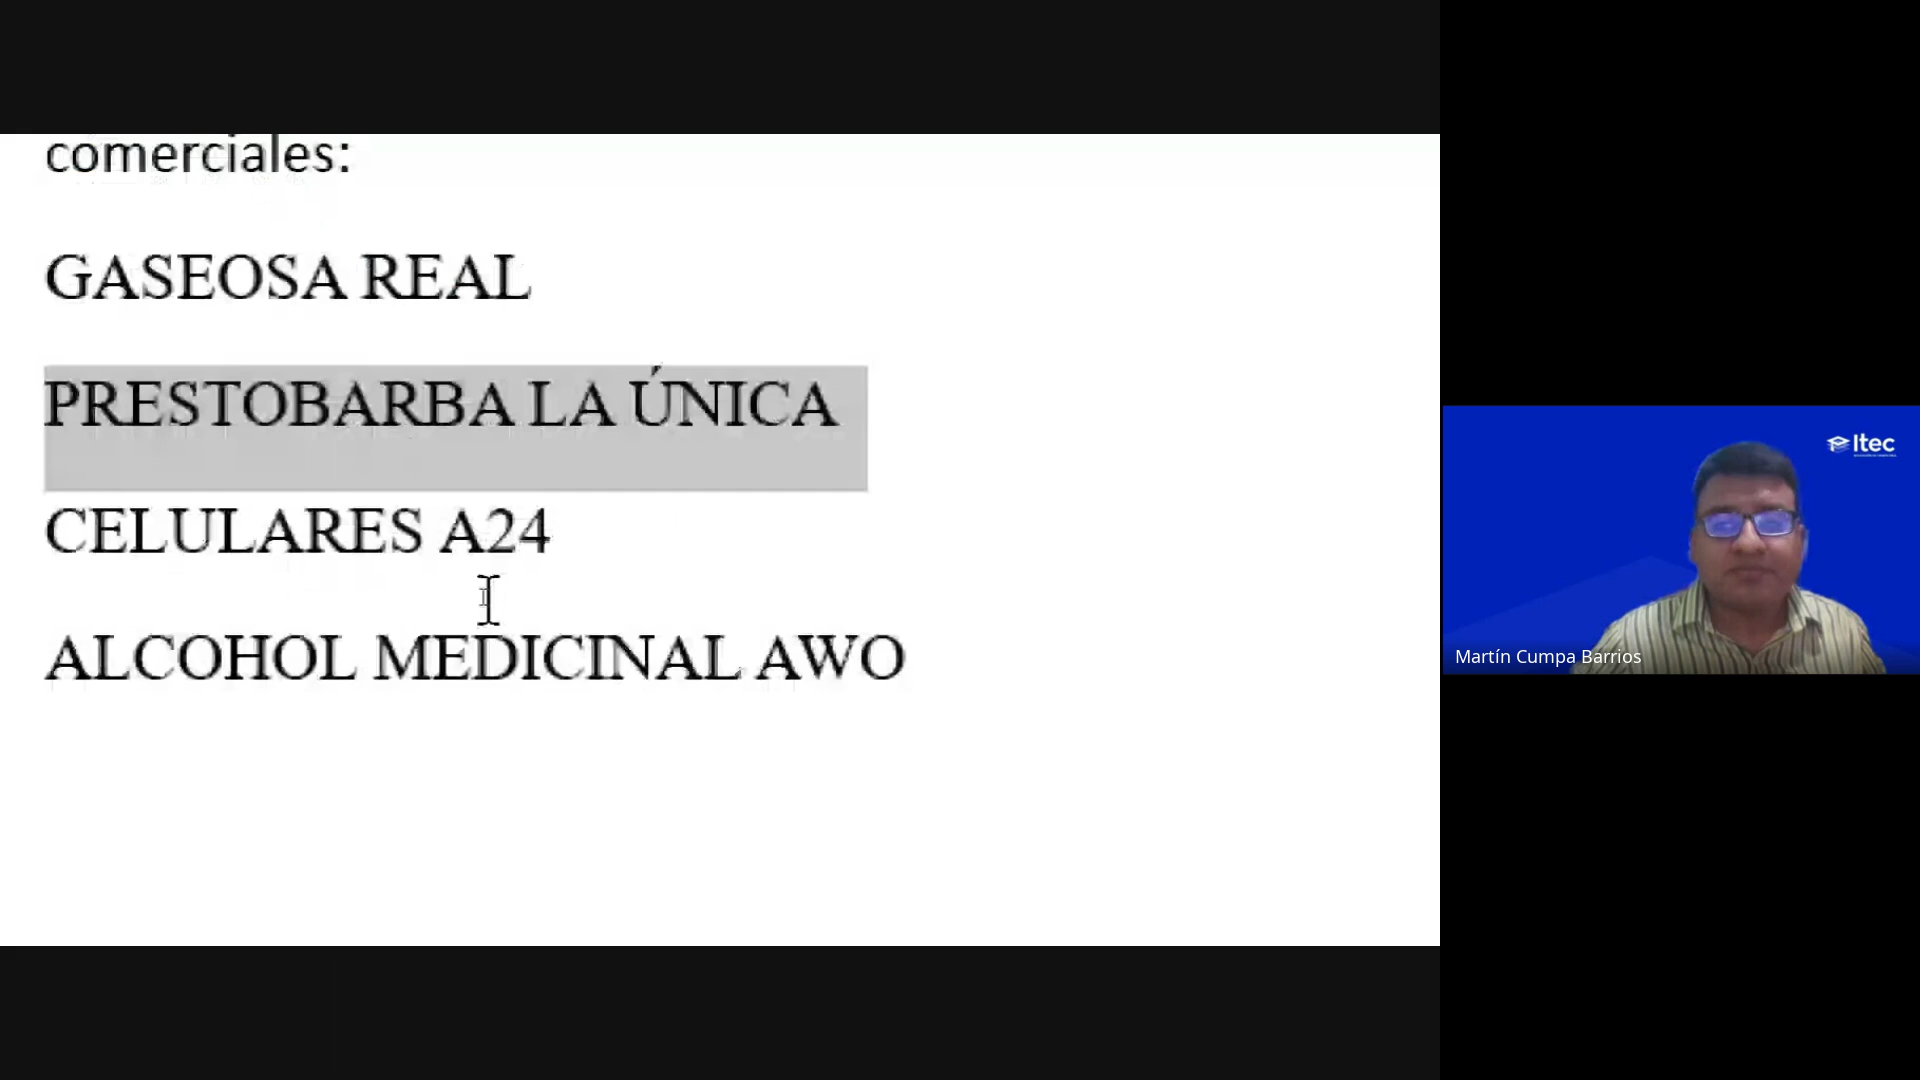 comerciales:
GASEOSA REAL
PRESTOBARBA LA ÚNICA
CELULARES A24
ALCOHOL MEDICINAL AWO
Itec
Martín Cumpa Barrios